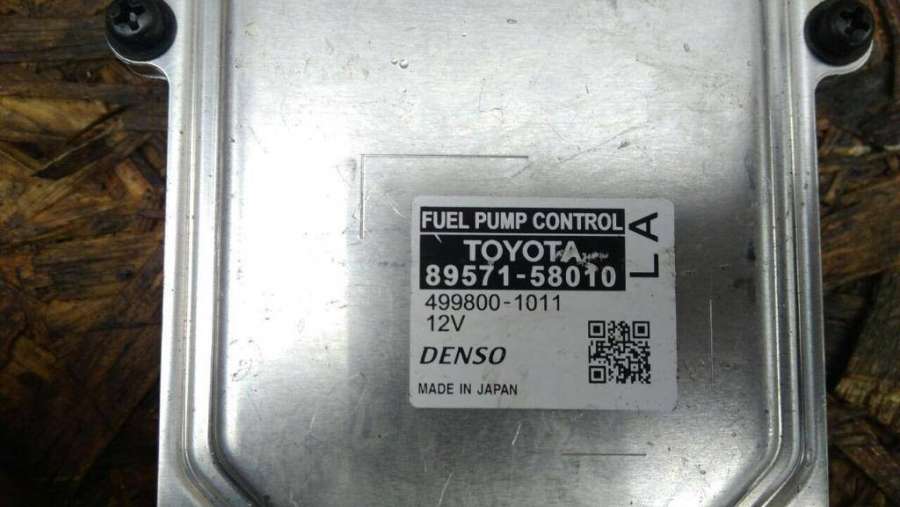 FUEL PUMP CONTROL
TOYOTA
89571-58010
LA
499800-1011
12V
DENSO
MADE IN JAPAN